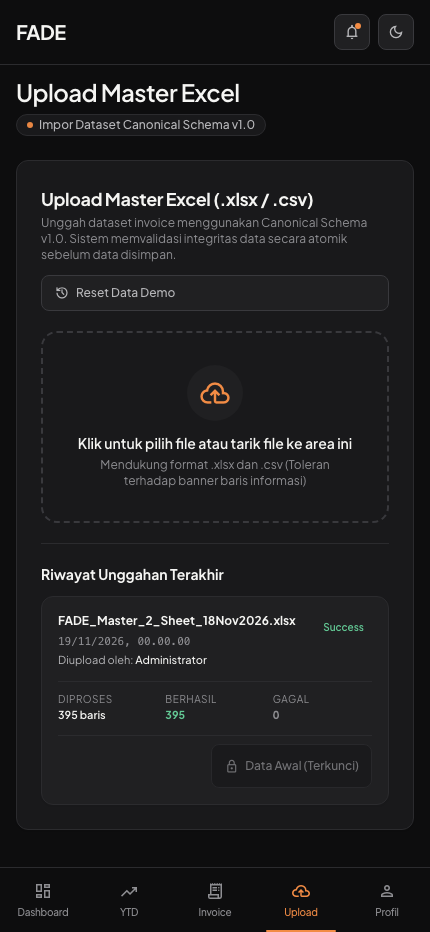 FADE
Upload Master Excel
Impor Dataset Canonical Schema v1.0
Upload Master Excel (.xlsx / .csv)
Unggah dataset invoice menggunakan Canonical Schema
v1.0. Sistem memvalidasi integritas data secara atomik
sebelum data disimpan.
Reset Data Demo
Klik untuk pilih file atau tarik file ke area ini
Mendukung format .xlsx dan .csv (Toleran
terhadap banner baris informasi)
Riwayat Unggahan Terakhir
FADE_Master_2_Sheet_18Nov2026.xlsx
Success
19/11/2026, 00.00.00
Diupload oleh: Administrator
DIPROSES BERHASIL GAGAL
395 baris 395 0
Data Awal (Terkunci)
Dashboard YTD Invoice Upload Profil